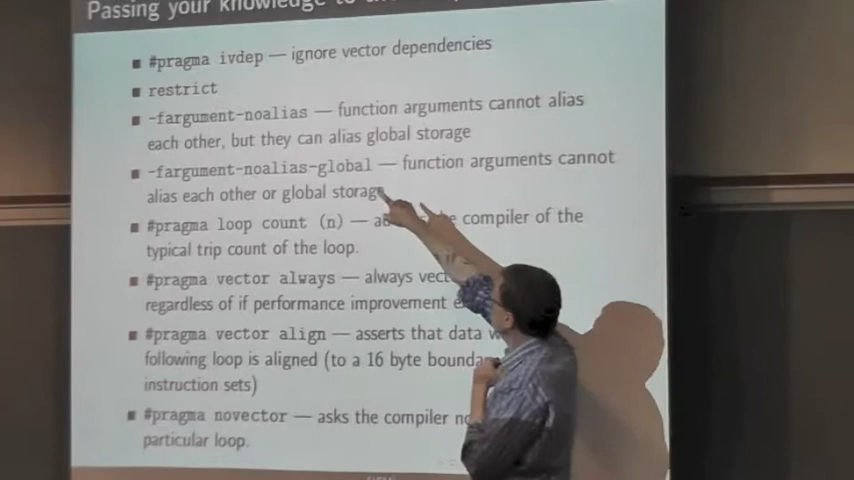 Passing your knowledge to
■ #pragma ivdep — ignore vector dependencies
■ restrict
■ -fargument-noalias — function arguments cannot alias
each other, but they can alias global storage
■ -fargument-noalias-global — function arguments cannot
alias each other or global storage
■ #pragma loop count (n) — the compiler of the
typical trip count of the loop.
■ #pragma vector always — always
regardless of if performance improvement
■ #pragma vector align — asserts that data
following loop is aligned (to a 16 byte
instruction sets)
■ #pragma novector — asks the compiler
particular loop.